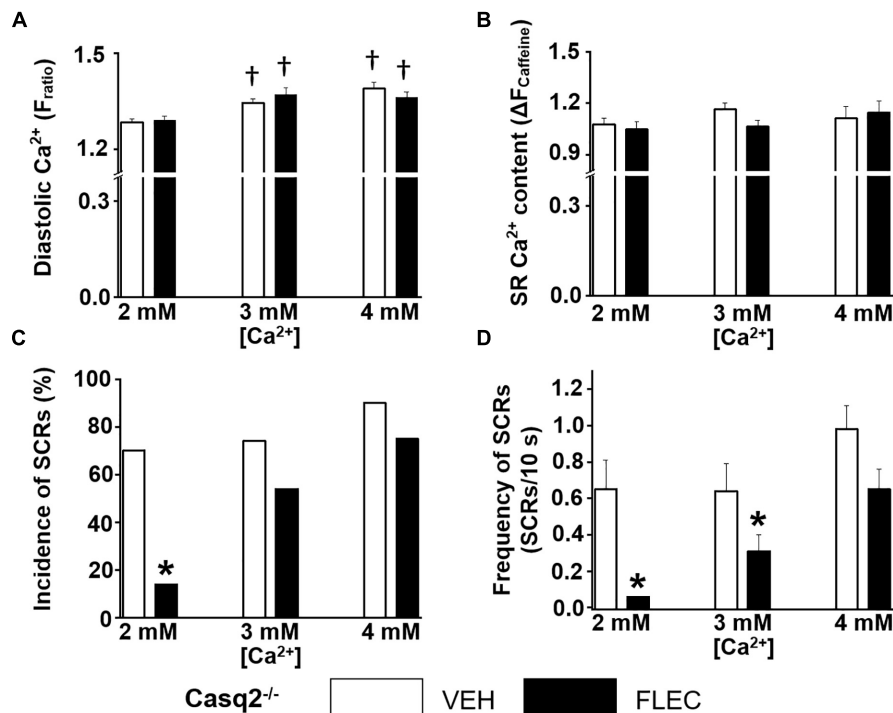 A
Diastolic Ca²⁺ (F_ratio)
1.5
1.2
0.3
0.0
† † † †
2 mM 3 mM 4 mM
[Ca²⁺]
B
SR Ca²⁺ content (ΔF_Caffeine)
1.5
1.2
0.9
0.3
0.0
2 mM 3 mM 4 mM
[Ca²⁺]
C
Incidence of SCRs (%)
100
80
60
40
20
0
*
2 mM 3 mM 4 mM
[Ca²⁺]
D
Frequency of SCRs
(SCRs/10 s)
1.2
1.0
0.8
0.6
0.4
0.2
0.0
* *
2 mM 3 mM 4 mM
[Ca²⁺]
Casq2⁻/⁻ VEH FLEC